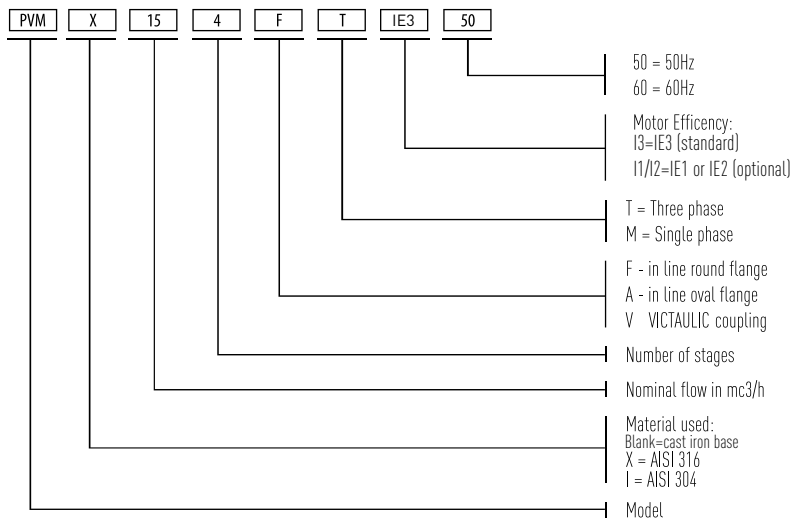 PVM X 15 4 F T IE3 50
50 = 50Hz
60 = 60Hz
Motor Efficency:
I3=IE3 (standard)
I1/I2=IE1 or IE2 (optional)
T = Three phase
M = Single phase
F - in line round flange
A - in line oval flange
V VICTAULIC coupling
Number of stages
Nominal flow in mc3/h
Material used:
Blank=cast iron base
X = AISI 316
I = AISI 304
Model